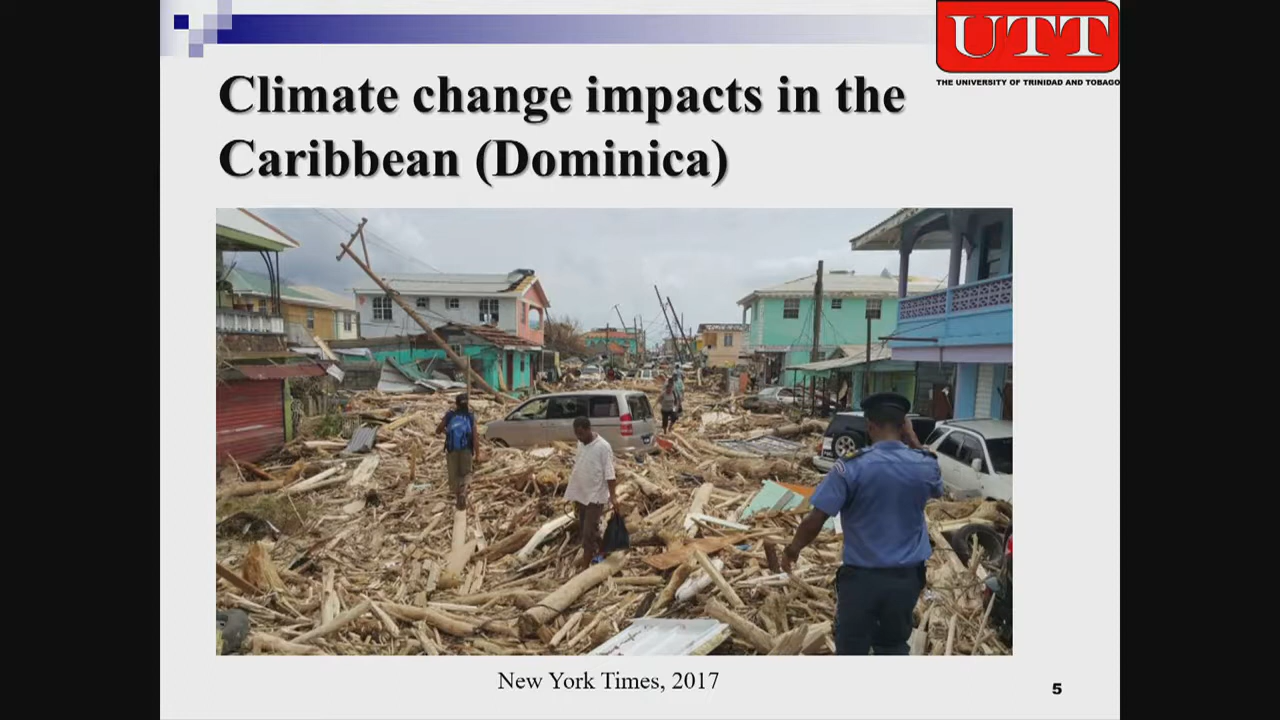 UTT
THE UNIVERSITY OF TRINIDAD AND TOBAGO
Climate change impacts in the
Caribbean (Dominica)
New York Times, 2017
5